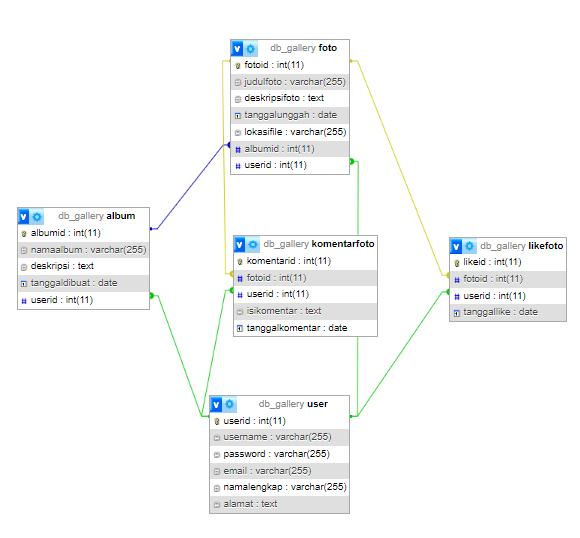 db_gallery foto
fotoid : int(11)
judulfoto : varchar(255)
deskripsifoto : text
tanggalunggah : date
lokasifile : varchar(255)
albumid : int(11)
userid : int(11)
db_gallery album
albumid : int(11)
namaalbum : varchar(255)
deskripsi : text
tanggaldibuat : date
userid : int(11)
db_gallery komentarfoto
komentarid : int(11)
fotoid : int(11)
userid : int(11)
isikomentar : text
tanggalkomentar : date
db_gallery likefoto
likeid : int(11)
fotoid : int(11)
userid : int(11)
tanggallike : date
db_gallery user
userid : int(11)
username : varchar(255)
password : varchar(255)
email : varchar(255)
namalengkap : varchar(255)
alamat : text